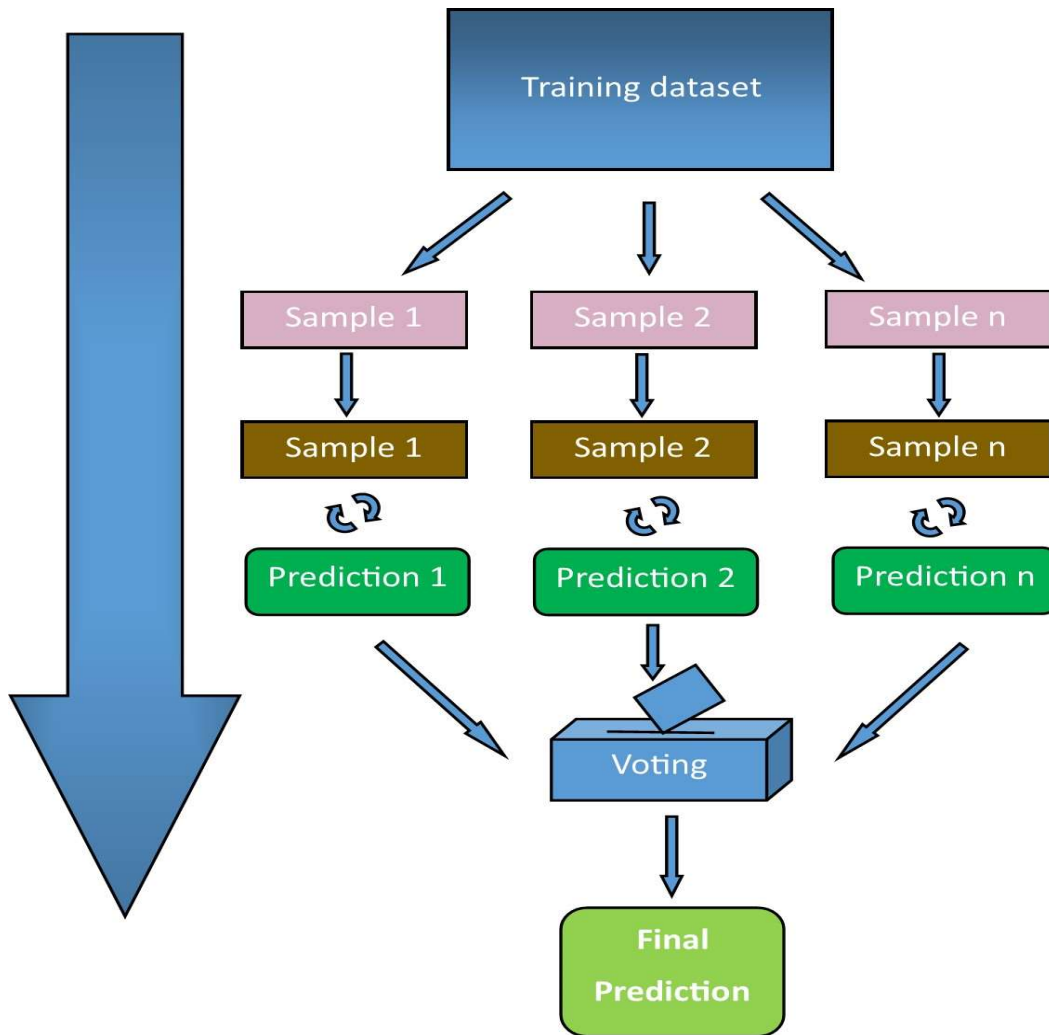 Training dataset
Sample 1
Sample 2
Sample n
Sample 1
Sample 2
Sample n
Prediction 1
Prediction 2
Prediction n
Voting
Final
Prediction